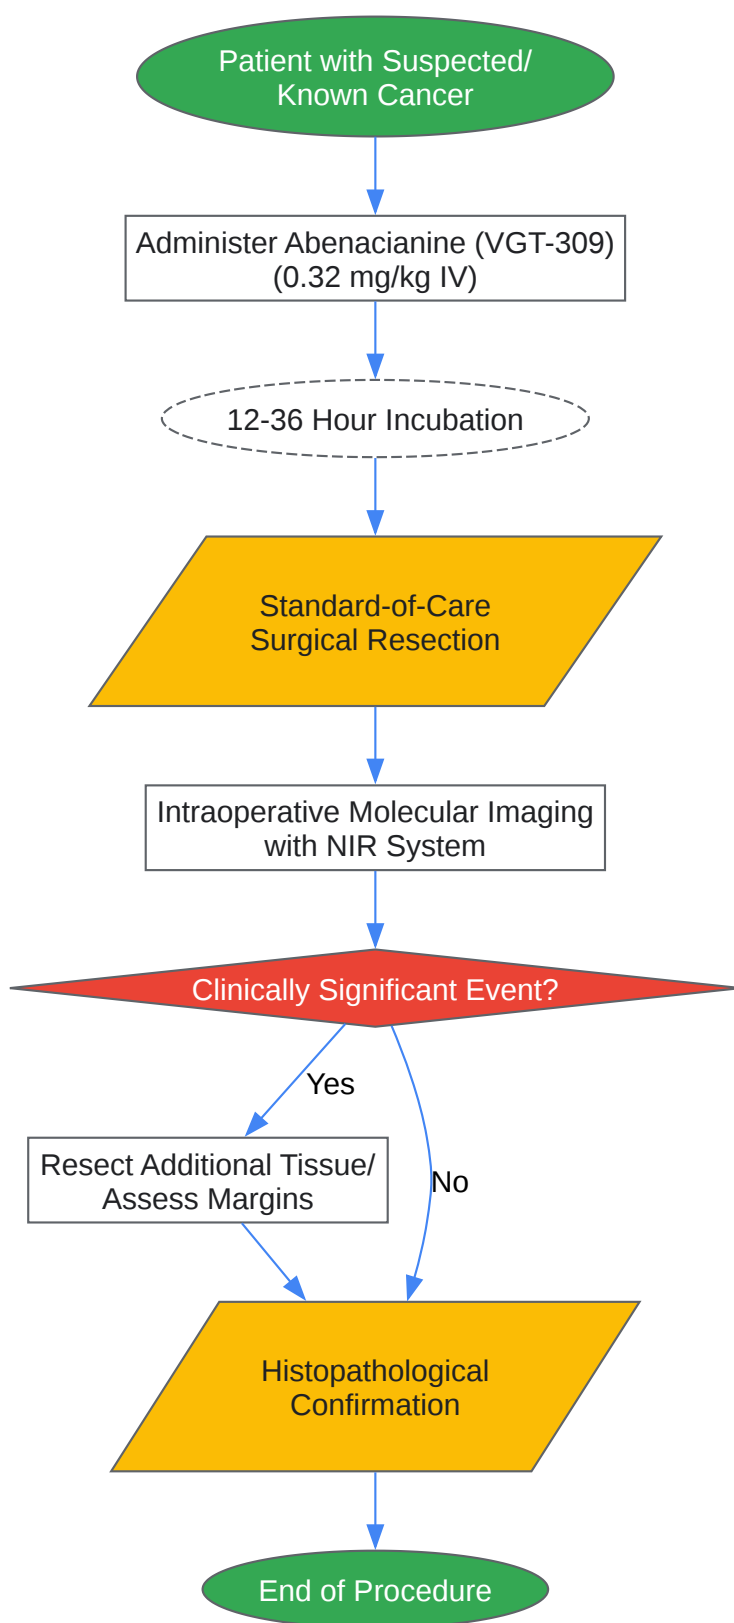 Patient with Suspected/
Known Cancer
Administer Abenacianine (VGT-309)
(0.32 mg/kg IV)
12-36 Hour Incubation
Standard-of-Care
Surgical Resection
Intraoperative Molecular Imaging
with NIR System
Clinically Significant Event?
Yes
Resect Additional Tissue/
Assess Margins
No
Histopathological
Confirmation
End of Procedure